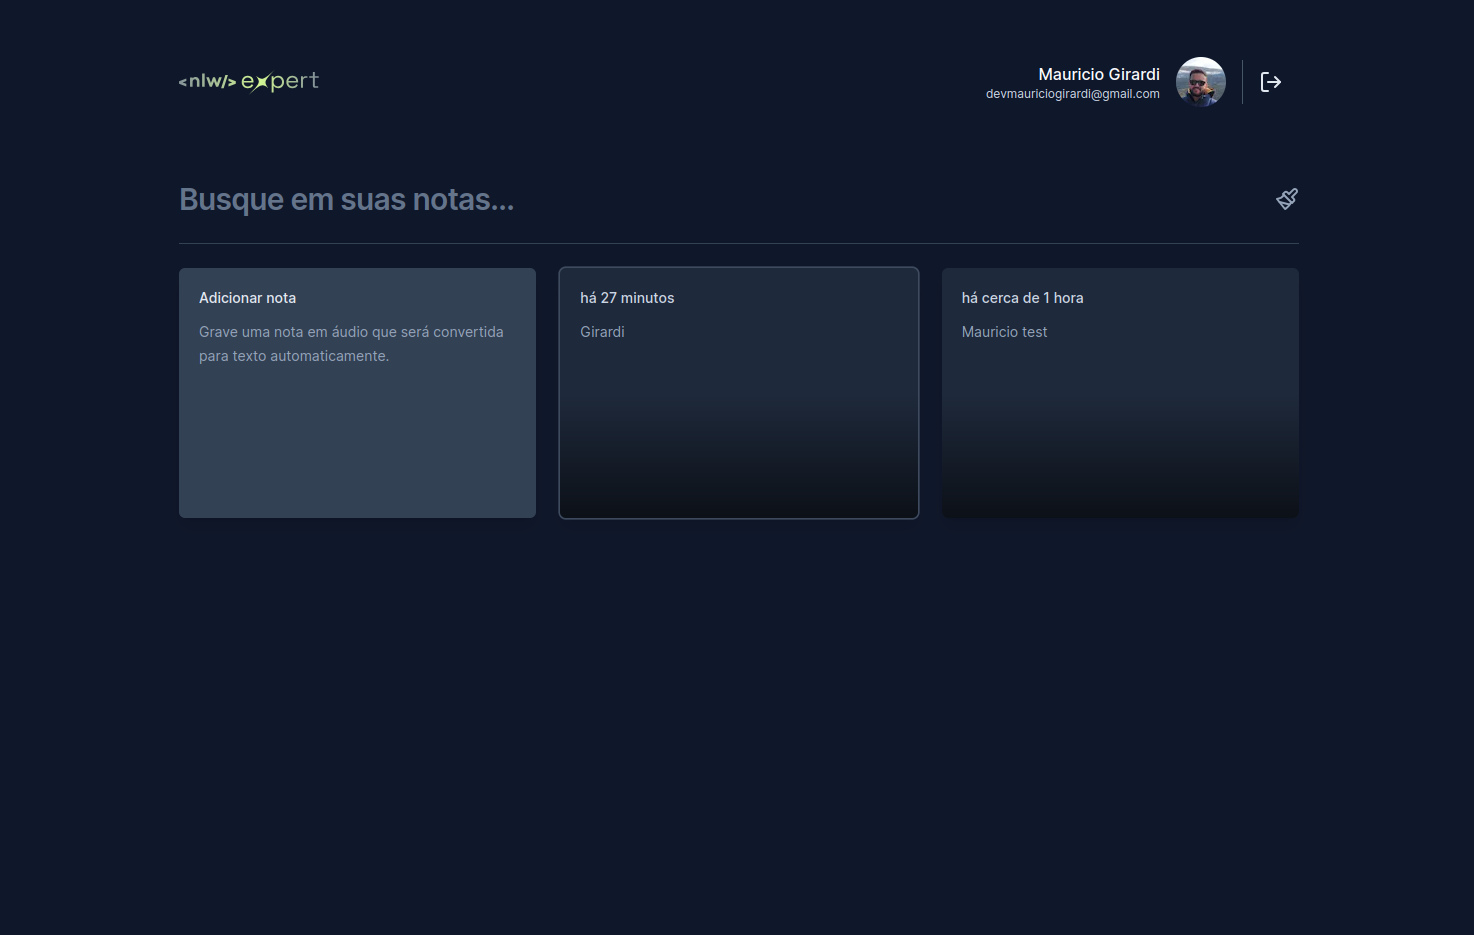 <nlw/> expert
Mauricio Girardi
devmauriciogirardi@gmail.com
Busque em suas notas...
Adicionar nota
Grave uma nota em áudio que será convertida
para texto automaticamente.
há 27 minutos
Girardi
há cerca de 1 hora
Mauricio test